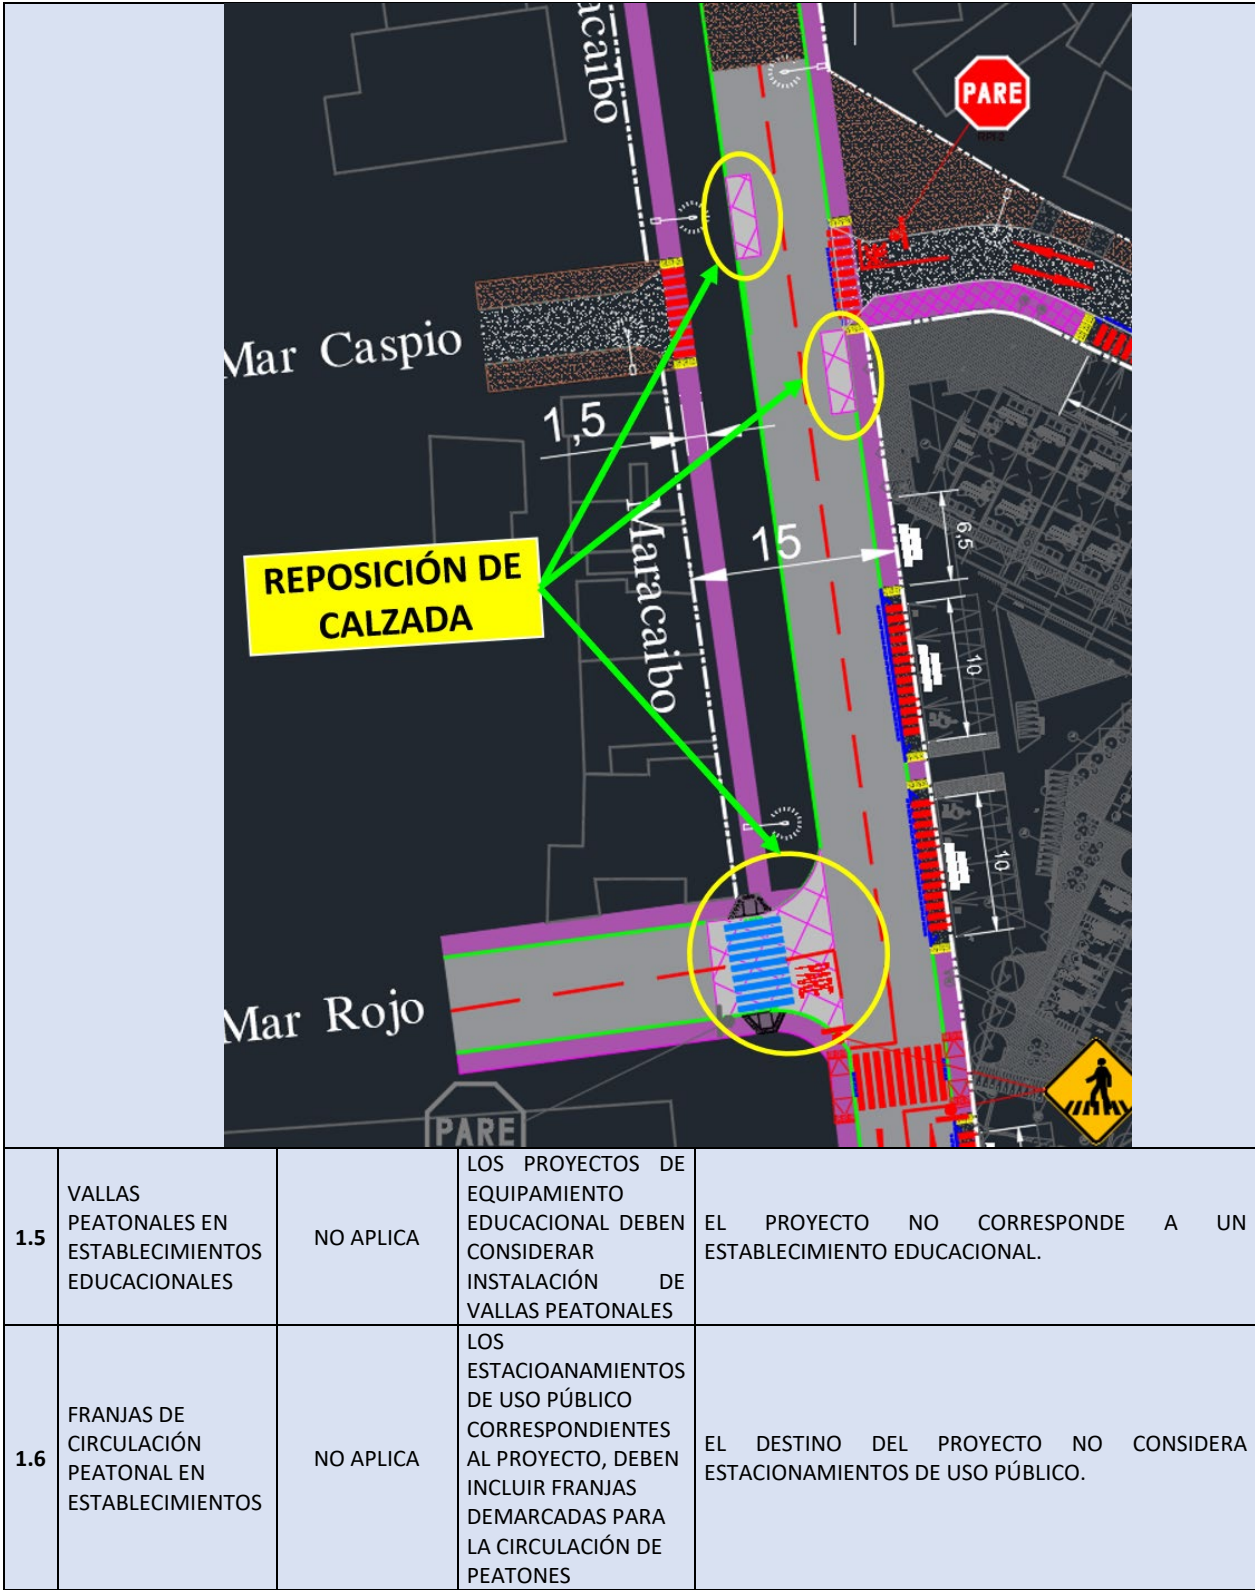 Maracaibo
PARE
RPI-2
Mar Caspio
1,5
REPOSICIÓN DE
CALZADA
Maracaibo
15
6,5
10
10
PARE
Mar Rojo
PARE
1.5
VALLAS
PEATONALES EN
ESTABLECIMIENTOS
EDUCACIONALES
NO APLICA
LOS PROYECTOS DE
EQUIPAMIENTO
EDUCACIONAL DEBEN
CONSIDERAR
INSTALACIÓN DE
VALLAS PEATONALES
EL PROYECTO NO CORRESPONDE A UN
ESTABLECIMIENTO EDUCACIONAL.
1.6
FRANJAS DE
CIRCULACIÓN
PEATONAL EN
ESTABLECIMIENTOS
NO APLICA
LOS
ESTACIOANAMIENTOS
DE USO PÚBLICO
CORRESPONDIENTES
AL PROYECTO, DEBEN
INCLUIR FRANJAS
DEMARCADAS PARA
LA CIRCULACIÓN DE
PEATONES
EL DESTINO DEL PROYECTO NO CONSIDERA
ESTACIONAMIENTOS DE USO PÚBLICO.